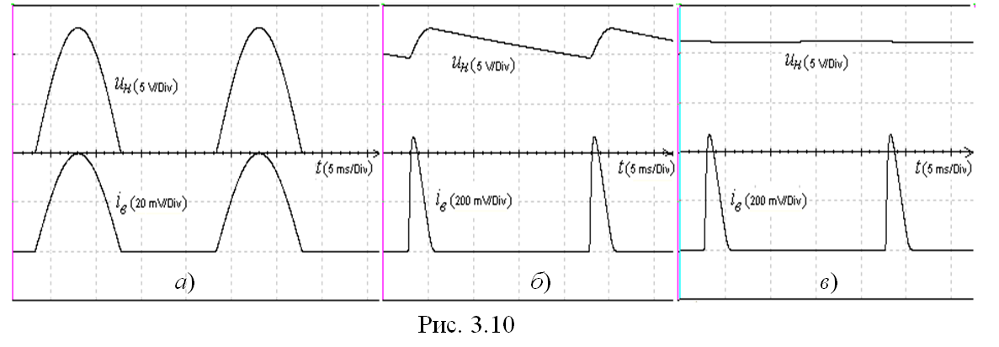 uн (5 V/Div)
t (5 ms/Div)
iв (20 mV/Div)
а)
uн (5 V/Div)
t (5 ms/Div)
iв (200 mV/Div)
б)
uн (5 V/Div)
t (5 ms/Div)
iв (200 mV/Div)
в)
Рис. 3.10